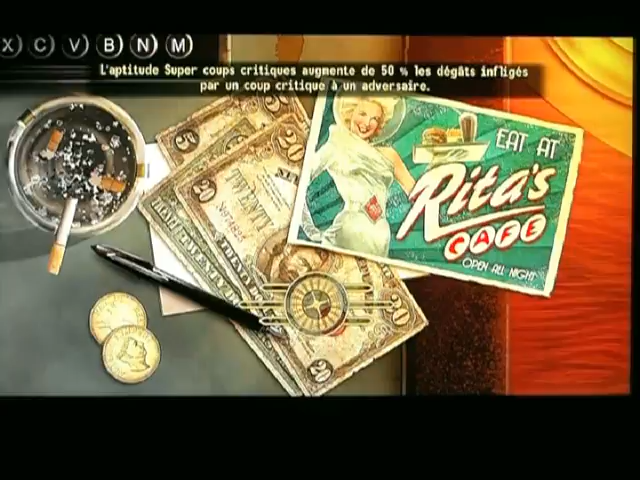 X C V B N M
L'aptitude Super coups critiques augmente de 50 % les dégâts infligés
par un coup critique à un adversaire.
5
20
20
TWENTY
20
20
EAT AT
Rita's
CAFE
OPEN ALL NIGHT